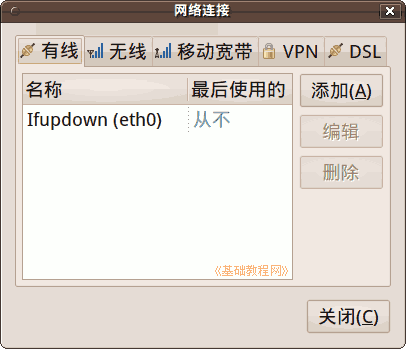 网络连接
有线 无线 移动宽带 VPN DSL
名称 最后使用的 添加(A)
Ifupdown (eth0) 从不 编辑
删除
《基础教程网》
关闭(C)